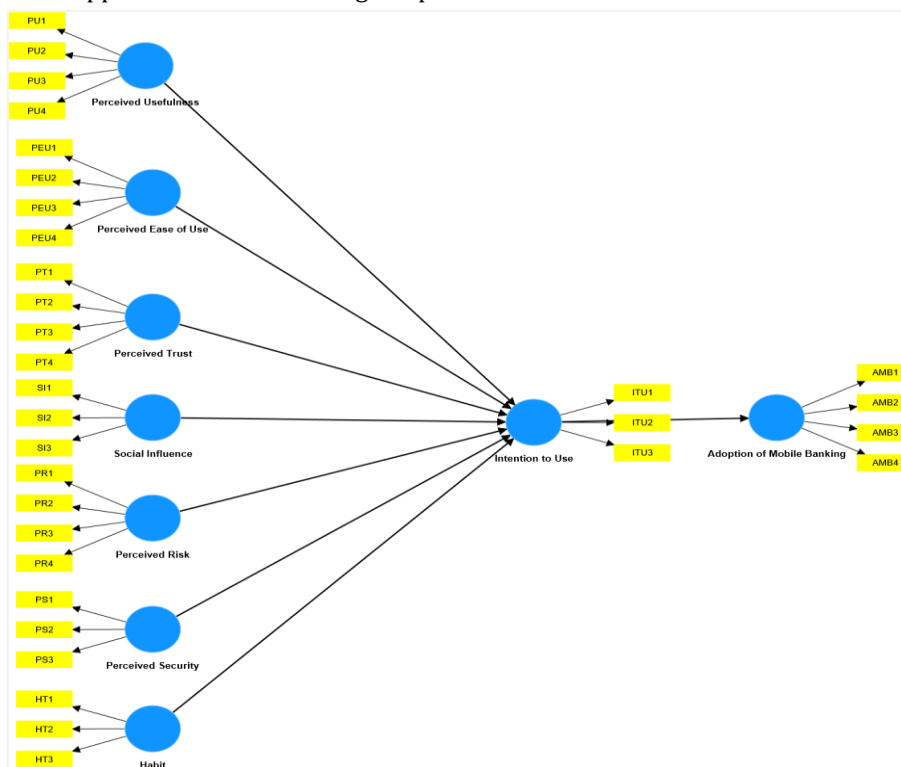 PU1
PU2
PU3
PU4
Perceived Usefulness
PEU1
PEU2
PEU3
PEU4
Perceived Ease of Use
PT1
PT2
PT3
PT4
Perceived Trust
SI1
SI2
SI3
Social Influence
PR1
PR2
PR3
PR4
Perceived Risk
PS1
PS2
PS3
Perceived Security
HT1
HT2
HT3
Habit
ITU1
ITU2
ITU3
Intention to Use
AMB1
AMB2
AMB3
AMB4
Adoption of Mobile Banking